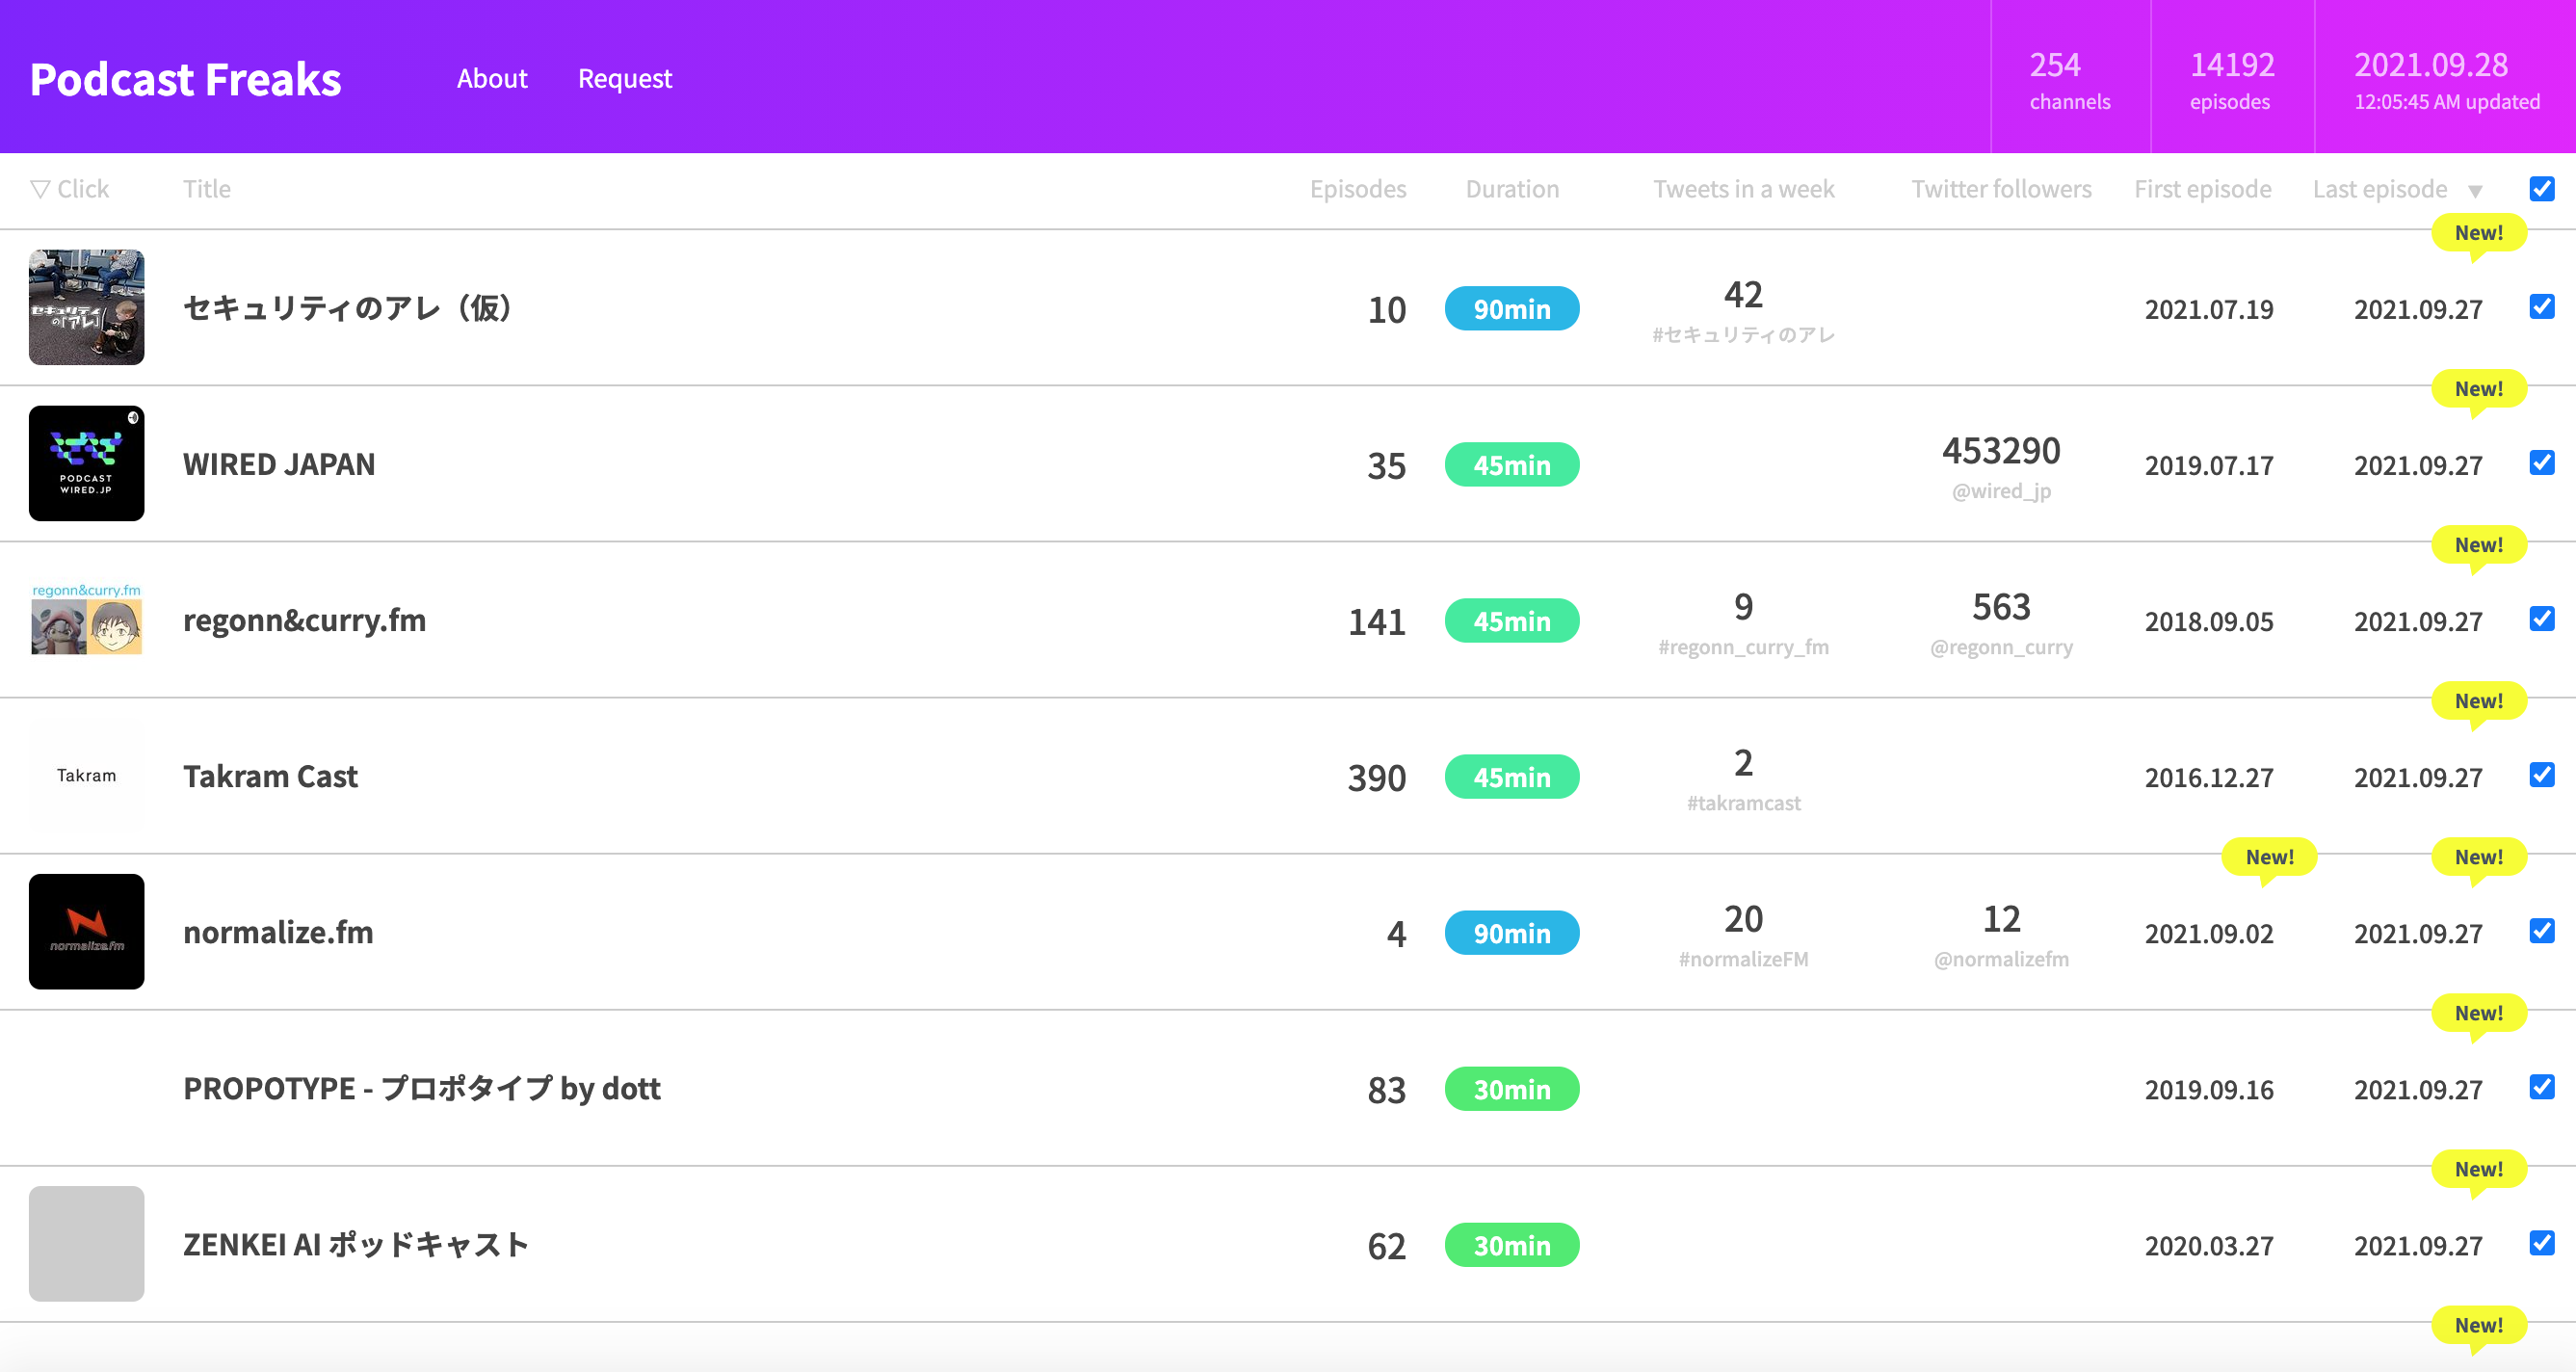 Podcast Freaks
About
Request
254
channels
14192
episodes
2021.09.28
12:05:45 AM updated
▽ Click
Title
Episodes
Duration
Tweets in a week
Twitter followers
First episode
Last episode ▼
New!
セキュリティの「アレ」
セキュリティのアレ（仮）
10
90min
42
#セキュリティのアレ
2021.07.19
2021.09.27
New!
PODCAST
WIRED.JP
WIRED JAPAN
35
45min
453290
@wired_jp
2019.07.17
2021.09.27
New!
regonn&curry.fm
regonn&curry.fm
141
45min
9
#regonn_curry_fm
563
@regonn_curry
2018.09.05
2021.09.27
New!
Takram
Takram Cast
390
45min
2
#takramcast
2016.12.27
2021.09.27
New!
New!
normalize.fm
normalize.fm
4
90min
20
#normalizeFM
12
@normalizefm
2021.09.02
2021.09.27
New!
PROPOTYPE - プロポタイプ by dott
83
30min
2019.09.16
2021.09.27
New!
ZENKEI AI ポッドキャスト
62
30min
2020.03.27
2021.09.27
New!